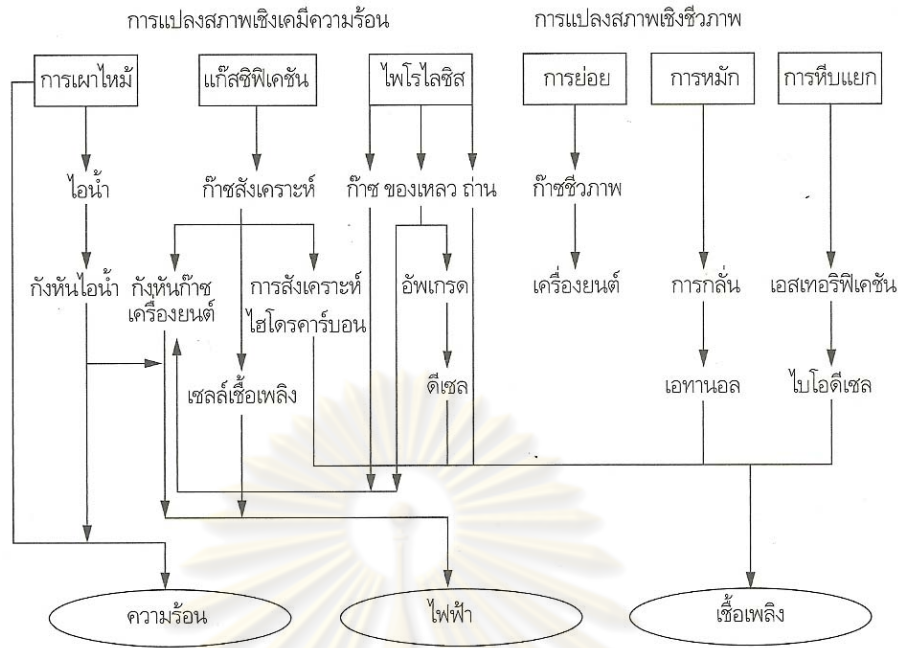 การแปลงสภาพเชิงเคมีความร้อน การแปลงสภาพเชิงชีวภาพ
การเผาไหม้ แก๊สซิฟิเคชัน ไพโรไลซิส การย่อย การหมัก การหีบแยก
ไอน้ำ ก๊าซสังเคราะห์ ก๊าซ ของเหลว ถ่าน ก๊าซชีวภาพ
กังหันไอน้ำ กังหันก๊าซ การสังเคราะห์ อัพเกรด เครื่องยนต์ การกลั่น เอสเทอริฟิเคชัน
เครื่องยนต์ ไฮโดรคาร์บอน
เซลล์เชื้อเพลิง ดีเซล เอทานอล ไบโอดีเซล
ความร้อน ไฟฟ้า เชื้อเพลิง